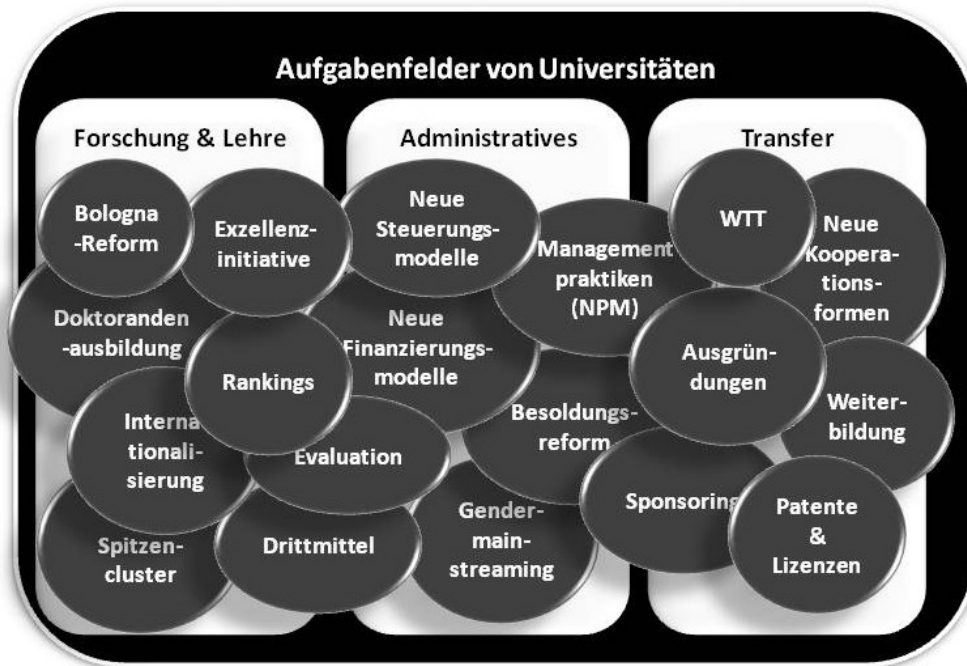 Aufgabenfelder von Universitäten
Forschung & Lehre
Bologna
-Reform
Exzellenz-
initiative
Doktoranden
-ausbildung
Rankings
Interna
tionali-
sierung
Evaluation
Spitzen-
cluster
Drittmittel
Administratives
Neue
Steuerungs-
modelle
Management
praktiken
(NPM)
Neue
Finanzierungs-
modelle
Besoldungs-
reform
Gender-
main-
streaming
Transfer
WTT
Neue
Koopera-
tions-
formen
Ausgrün-
dungen
Weiter-
bildung
Sponsoring
Patente
&
Lizenzen